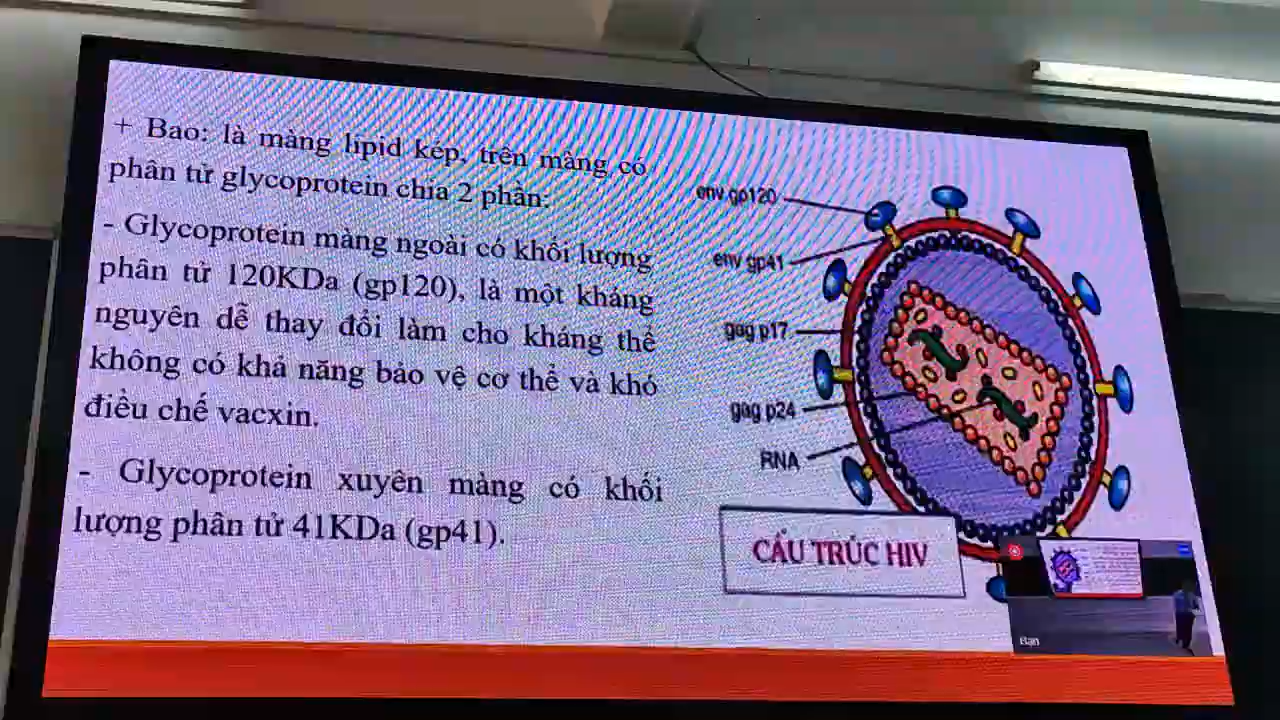 + Bao: là màng lipid kép, trên màng có
phân tử glycoprotein chia 2 phần:
- Glycoprotein màng ngoài có khối lượng
phân tử 120KDa (gp120), là một kháng
nguyên dễ thay đổi làm cho kháng thể
không có khả năng bảo vệ cơ thể và khó
điều chế vacxin.
- Glycoprotein xuyên màng có khối
lượng phân tử 41KDa (gp41).
env gp120
env gp41
gag p17
gag p24
RNA
CẤU TRÚC HIV
Bạn